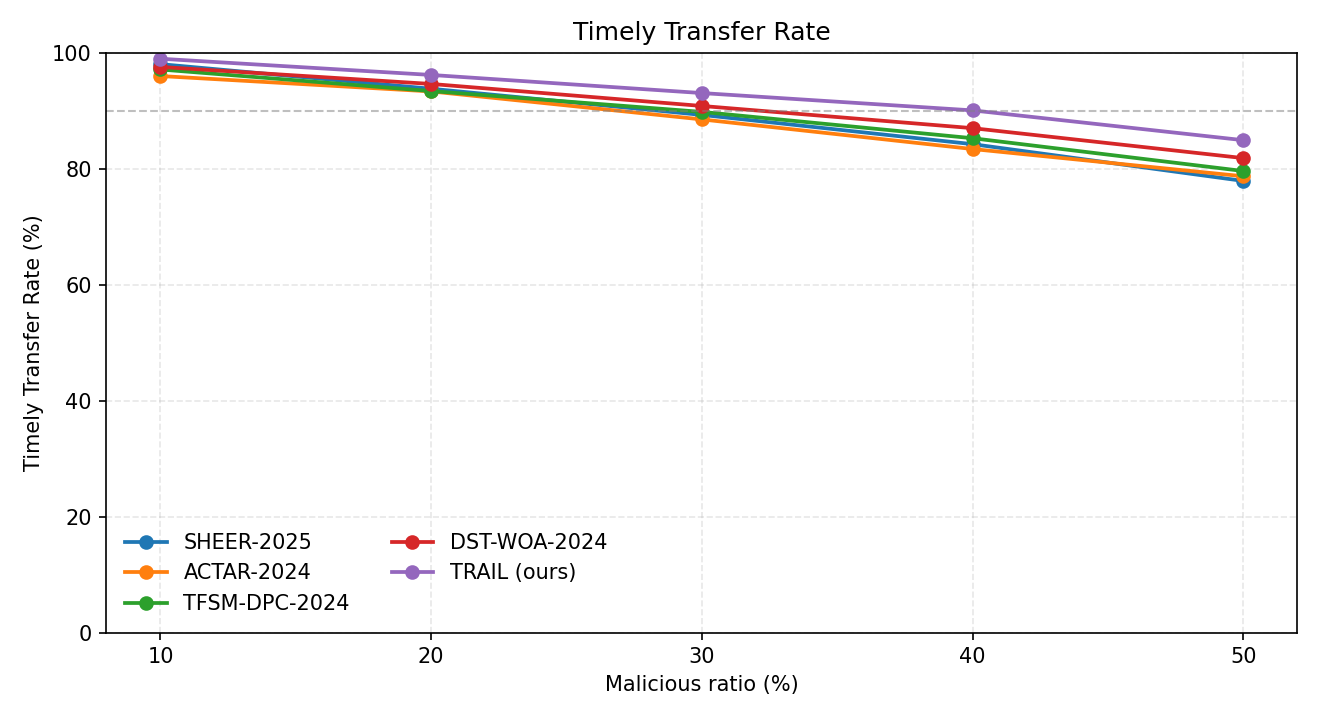 Timely Transfer Rate
100
80
60
40
20
0
Timely Transfer Rate (%)
SHEER-2025
ACTAR-2024
TFSM-DPC-2024
DST-WOA-2024
TRAIL (ours)
10 20 30 40 50
Malicious ratio (%)